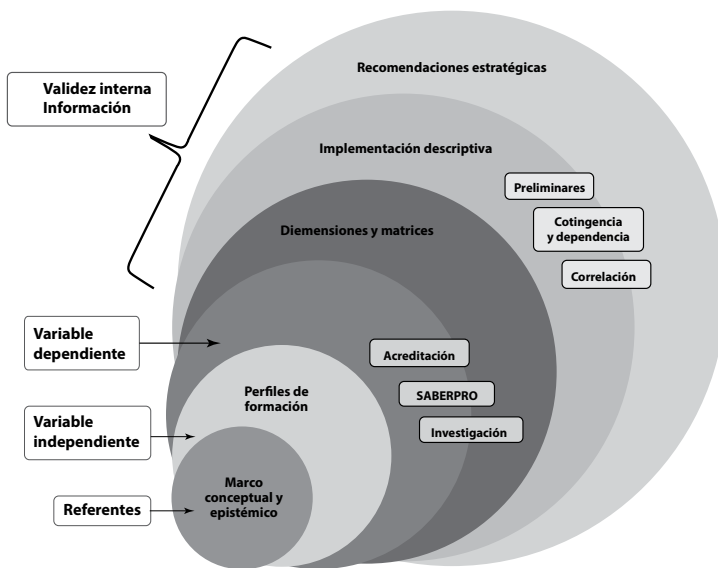 Recomendaciones estratégicas
Validez interna
Información
Implementación descriptiva
Preliminares
Cotingencia
y dependencia
Diemensiones y matrices
Correlación
Variable
dependiente
Acreditación
Perfiles de
formación
SABERPRO
Variable
independiente
Investigación
Marco
conceptual y
epistémico
Referentes